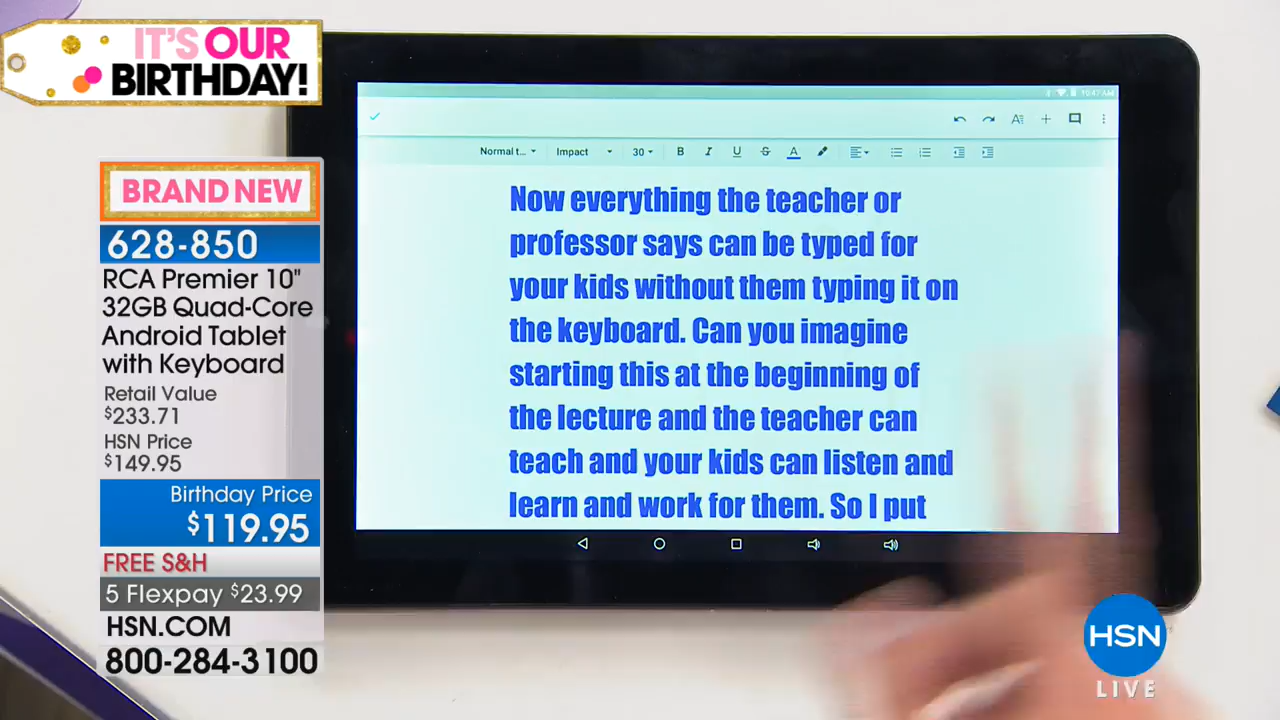 IT'S OUR
BIRTHDAY!
BRAND NEW
628-850
RCA Premier 10"
32GB Quad-Core
Android Tablet
with Keyboard
Retail Value
$233.71
HSN Price
$149.95
Birthday Price
$119.95
FREE S&H
5 Flexpay $23.99
HSN.COM
800-284-3100
10:47 AM
Normal t... Impact 30 B I U S A
Now everything the teacher or
professor says can be typed for
your kids without them typing it on
the keyboard. Can you imagine
starting this at the beginning of
the lecture and the teacher can
teach and your kids can listen and
learn and work for them. So I put
HSN
LIVE